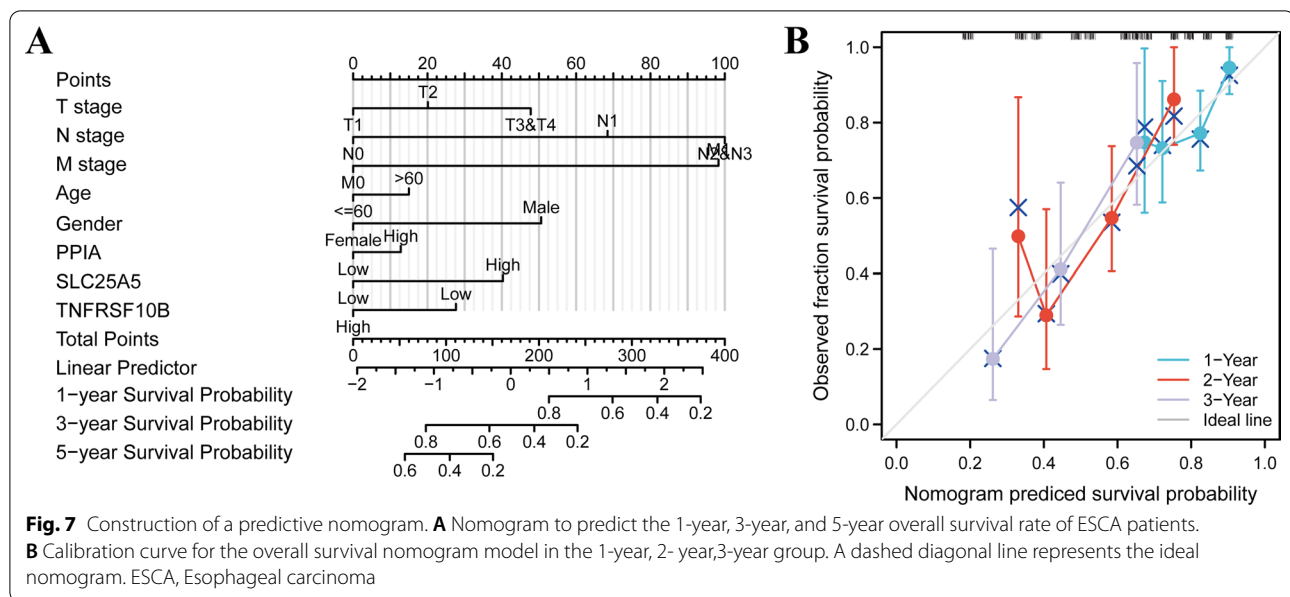 A
B
Points
0 20 40 60 80 100
T2
T stage
T1 T3&T4 N1
N stage
N0 N2&N3
M1
M stage
M0 >60
Age
<=60 Male
Gender
Female High
PPIA
Low High
SLC25A5
Low Low
TNFRSF10B
High
Total Points
0 100 200 300 400
Linear Predictor
−2 −1 0 1 2
1−year Survival Probability
0.8 0.6 0.4 0.2
3−year Survival Probability
0.8 0.6 0.4 0.2
5−year Survival Probability
0.6 0.4 0.2
Observed fraction survival probability
1.0
0.8
0.6
0.4
0.2
0.0
1−Year
2−Year
3−Year
Ideal line
0.0 0.2 0.4 0.6 0.8 1.0
Nomogram prediced survival probability
Fig. 7 Construction of a predictive nomogram. A Nomogram to predict the 1-year, 3-year, and 5-year overall survival rate of ESCA patients.
B Calibration curve for the overall survival nomogram model in the 1-year, 2- year,3-year group. A dashed diagonal line represents the ideal
nomogram. ESCA, Esophageal carcinoma